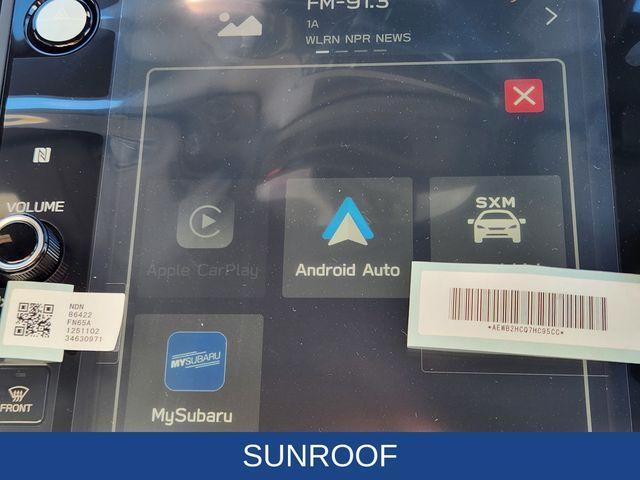 FM-91.3
1A
WLRN NPR NEWS
SXM
VOLUME
Apple CarPlay
Android Auto
NDN
86422
FN65A
1251102
34630971
*AEWB2HCQ7HC95CC*
MYSUBARU
FRONT
MySubaru
SUNROOF